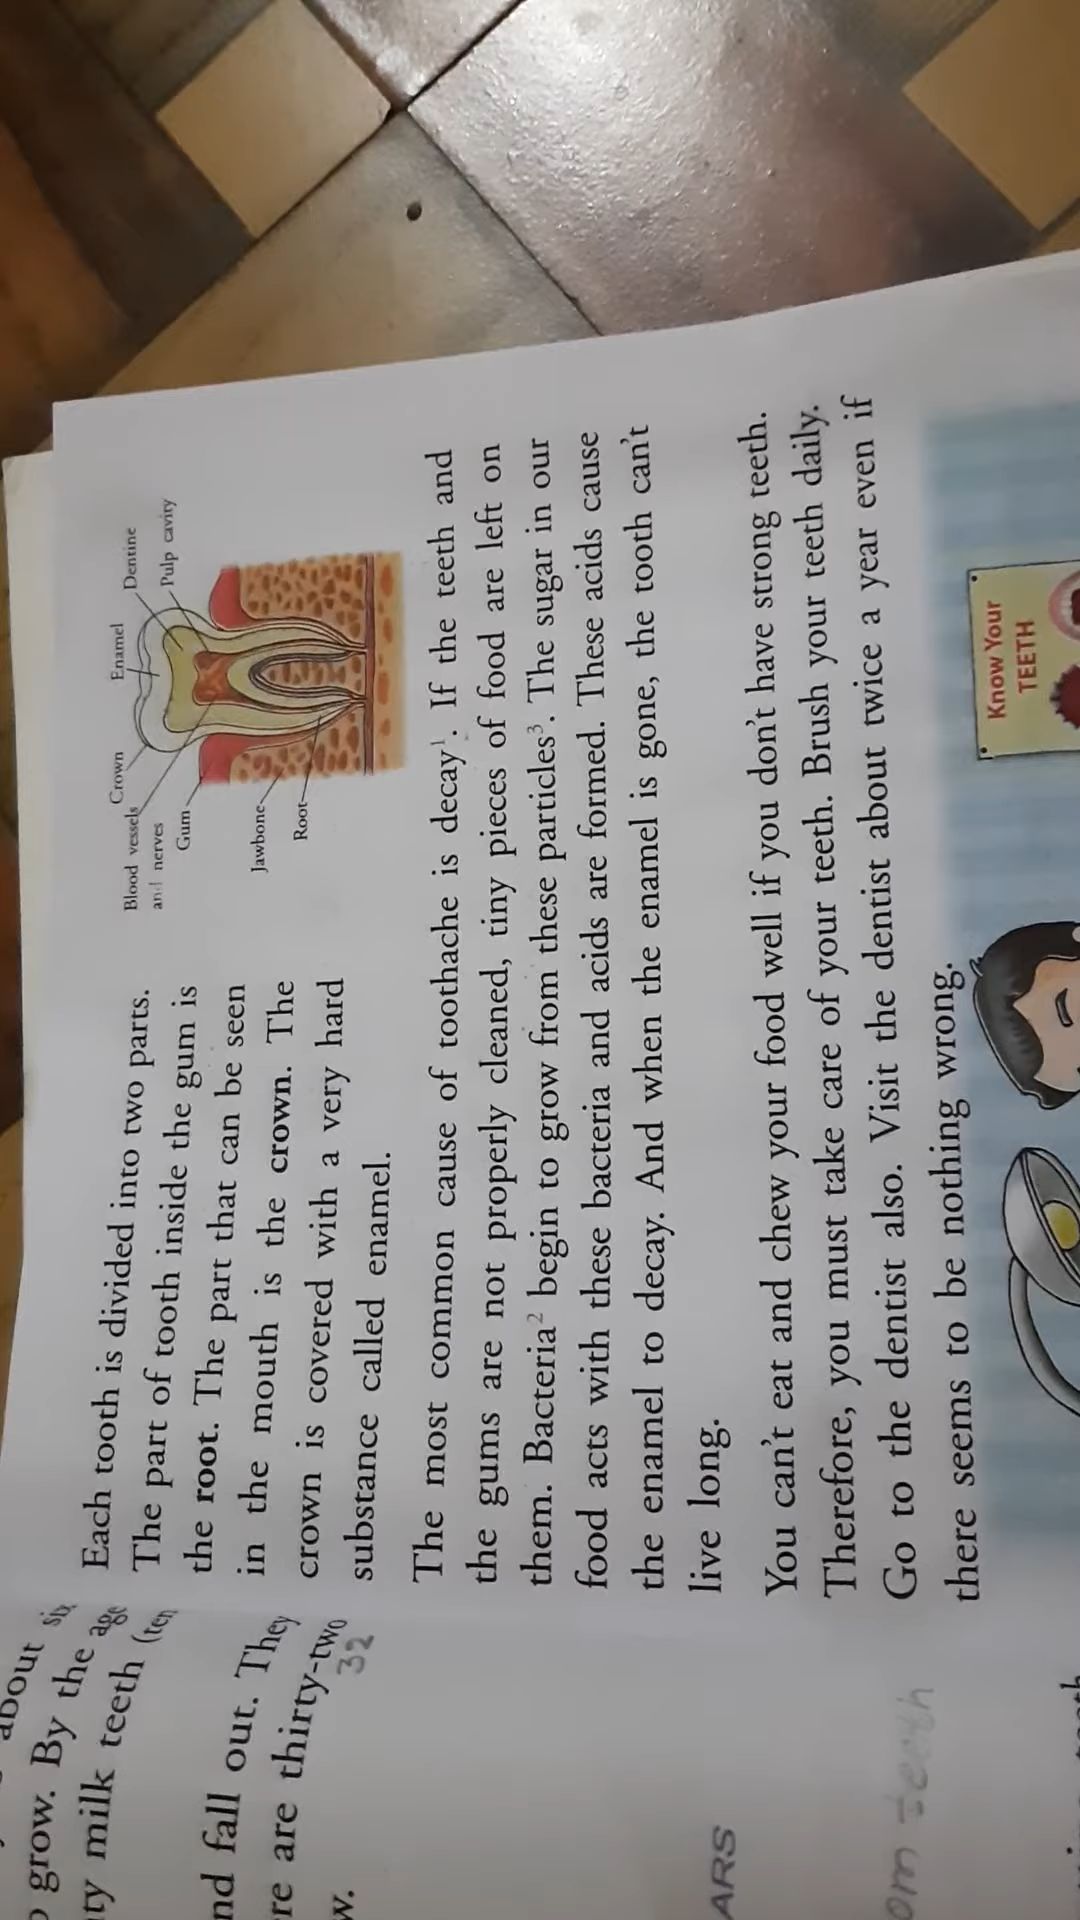 about six
grow. By the age
ty milk teeth (ten
nd fall out. They
re are thirty-two
32
w.
ARS
om teeth
Each tooth is divided into two parts.
The part of tooth inside the gum is
the root. The part that can be seen
in the mouth is the crown. The
crown is covered with a very hard
substance called enamel.
Crown
Enamel
Dentine
Blood vessels
and nerves
Pulp cavity
Gum
Jawbone
Root
The most common cause of toothache is decay¹. If the teeth and
the gums are not properly cleaned, tiny pieces of food are left on
them. Bacteria² begin to grow from these particles³. The sugar in our
food acts with these bacteria and acids are formed. These acids cause
the enamel to decay. And when the enamel is gone, the tooth can't
live long.
You can't eat and chew your food well if you don't have strong teeth.
Therefore, you must take care of your teeth. Brush your teeth daily.
Go to the dentist also. Visit the dentist about twice a year even if
there seems to be nothing wrong.
Know Your
TEETH